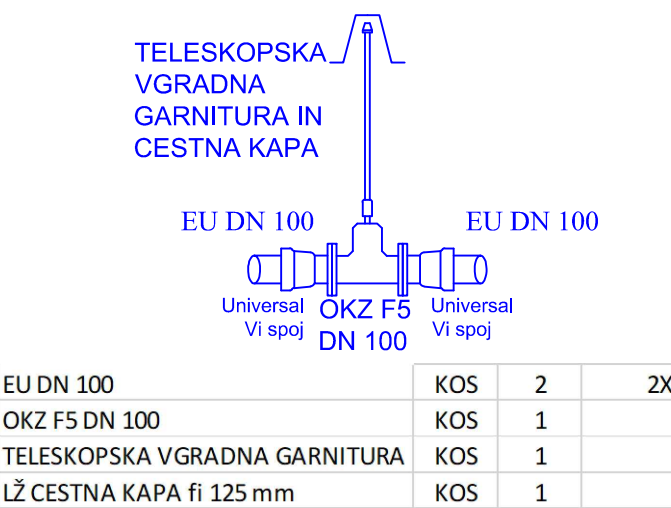 TELESKOPSKA
VGRADNA
GARNITURA IN
CESTNA KAPA
EU DN 100
EU DN 100
Universal
Vi spoj
OKZ F5
DN 100
Universal
Vi spoj
EU DN 100 KOS 2 2X
OKZ F5 DN 100 KOS 1
TELESKOPSKA VGRADNA GARNITURA KOS 1
LŽ CESTNA KAPA fi 125 mm KOS 1